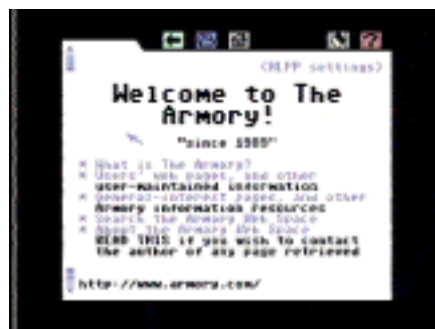 (HLPP settings)
Welcome to The
Armory!
"since 1989"
* What is The Armory?
* Users' web pages, and other
user-maintained information
* General-interest pages, and other
Armory information resources
* Search the Armory Web Space
* About the Armory Web Space
READ THIS if you wish to contact
the author of any page retrieved
http://www.armory.com/